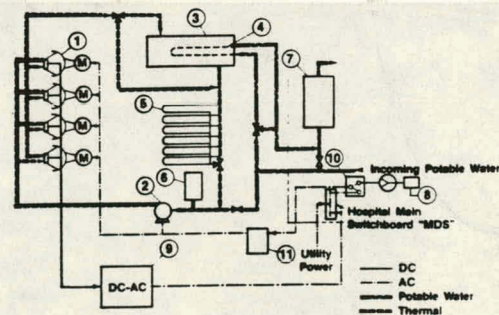 3
4
1
M
7
M
M
5
M
6
10
Incoming Potable Water
2
8
Hospital Main
Switchboard "MDS"
9
11
Utility
Power
DC-AC
DC
AC
Potable Water
Thermal